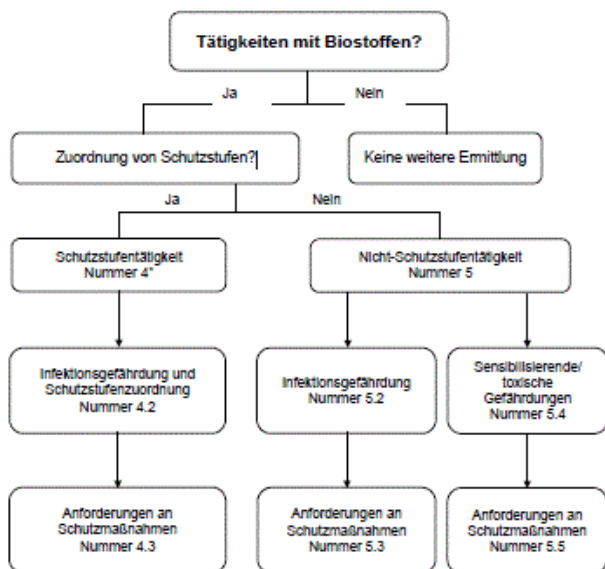 Tätigkeiten mit Biostoffen?
Ja
Nein
Zuordnung von Schutzstufen?
Keine weitere Ermittlung
Ja
Nein
Schutzstufentätigkeit
Nummer 4"
Nicht-Schutzstufentätigkeit
Nummer 5
Infektionsgefährdung und
Schutzstufenzuordnung
Nummer 4.2
Infektionsgefährdung
Nummer 5.2
Sensibilisierende/
toxische
Gefährdungen
Nummer 5.4
Anforderungen an
Schutzmaßnahmen
Nummer 4.3
Anforderungen an
Schutzmaßnahmen
Nummer 5.3
Anforderungen an
Schutzmaßnahmen
Nummer 5.5